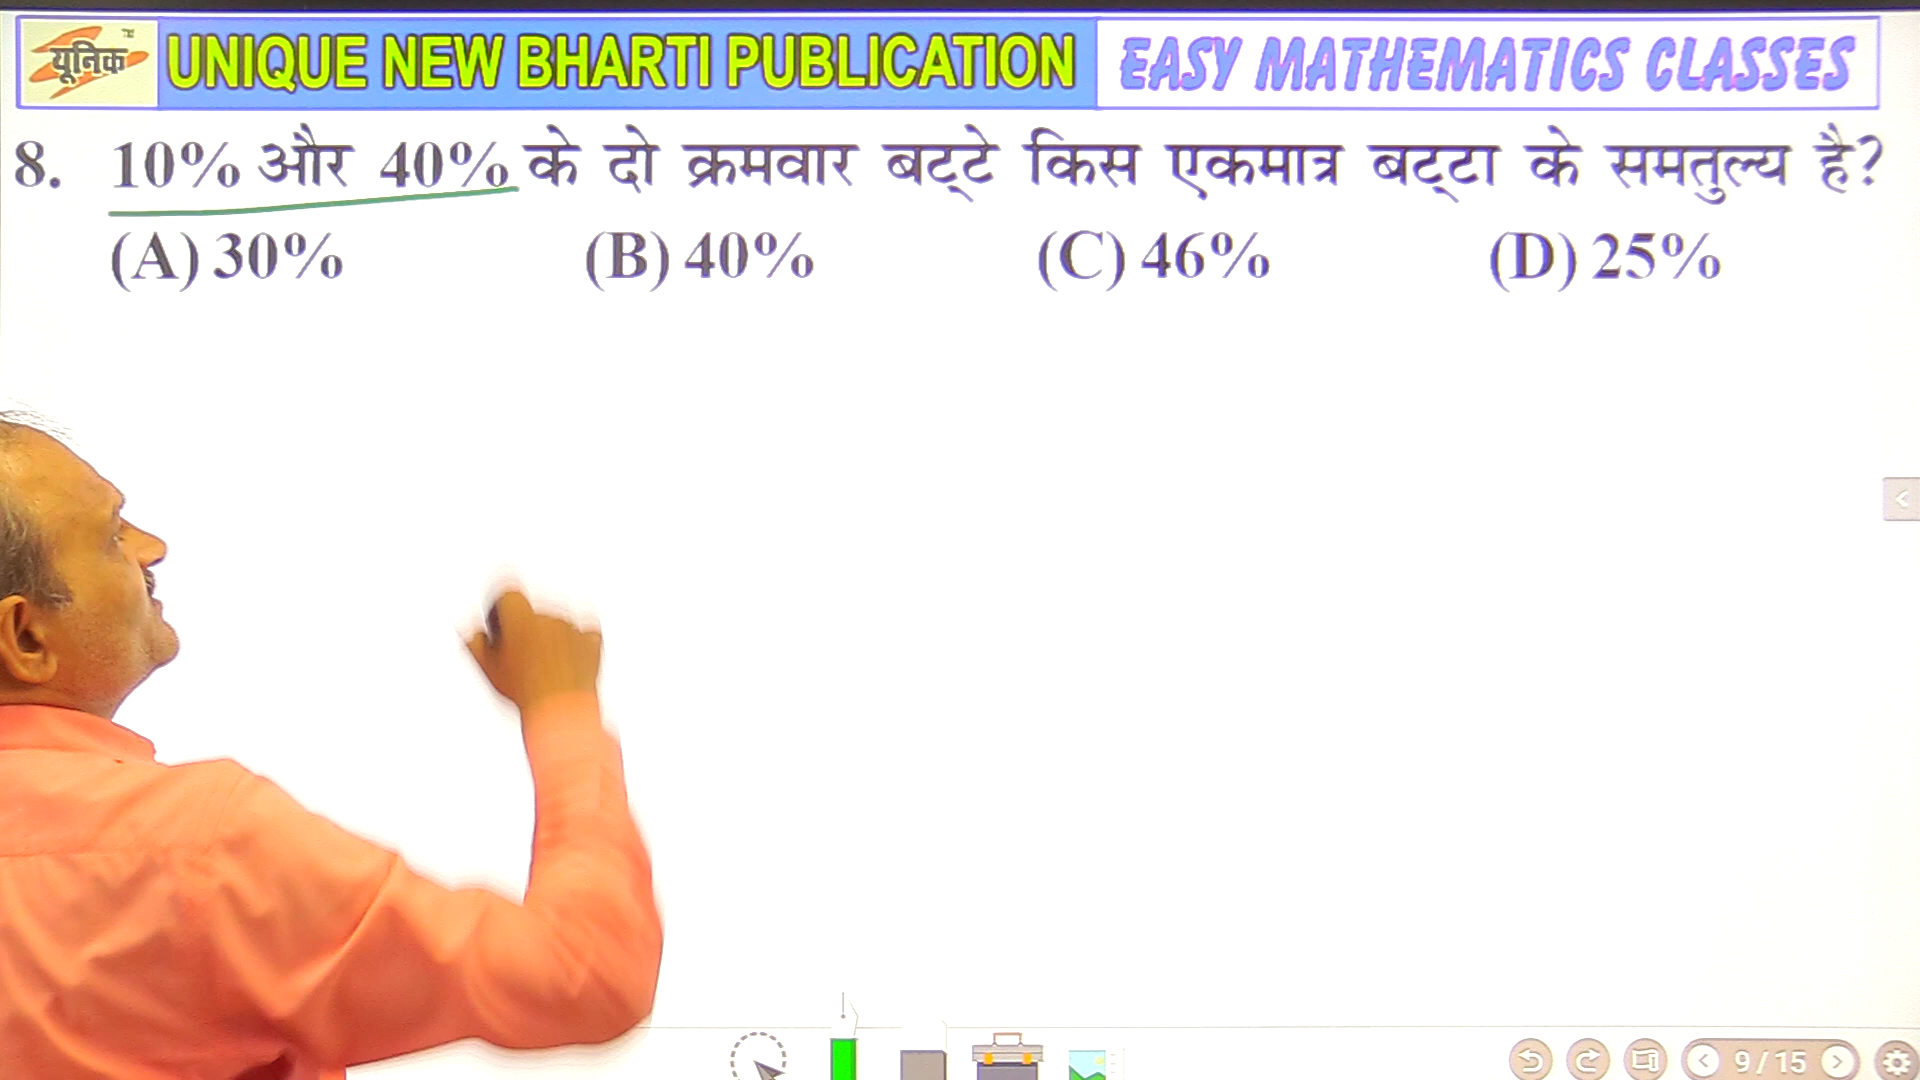 यूनिक TM UNIQUE NEW BHARTI PUBLICATION EASY MATHEMATICS CLASSES
8. 10% और 40% के दो क्रमवार बट्टे किस एकमात्र बट्टा के समतुल्य है?
(A) 30% (B) 40% (C) 46% (D) 25%
9/15